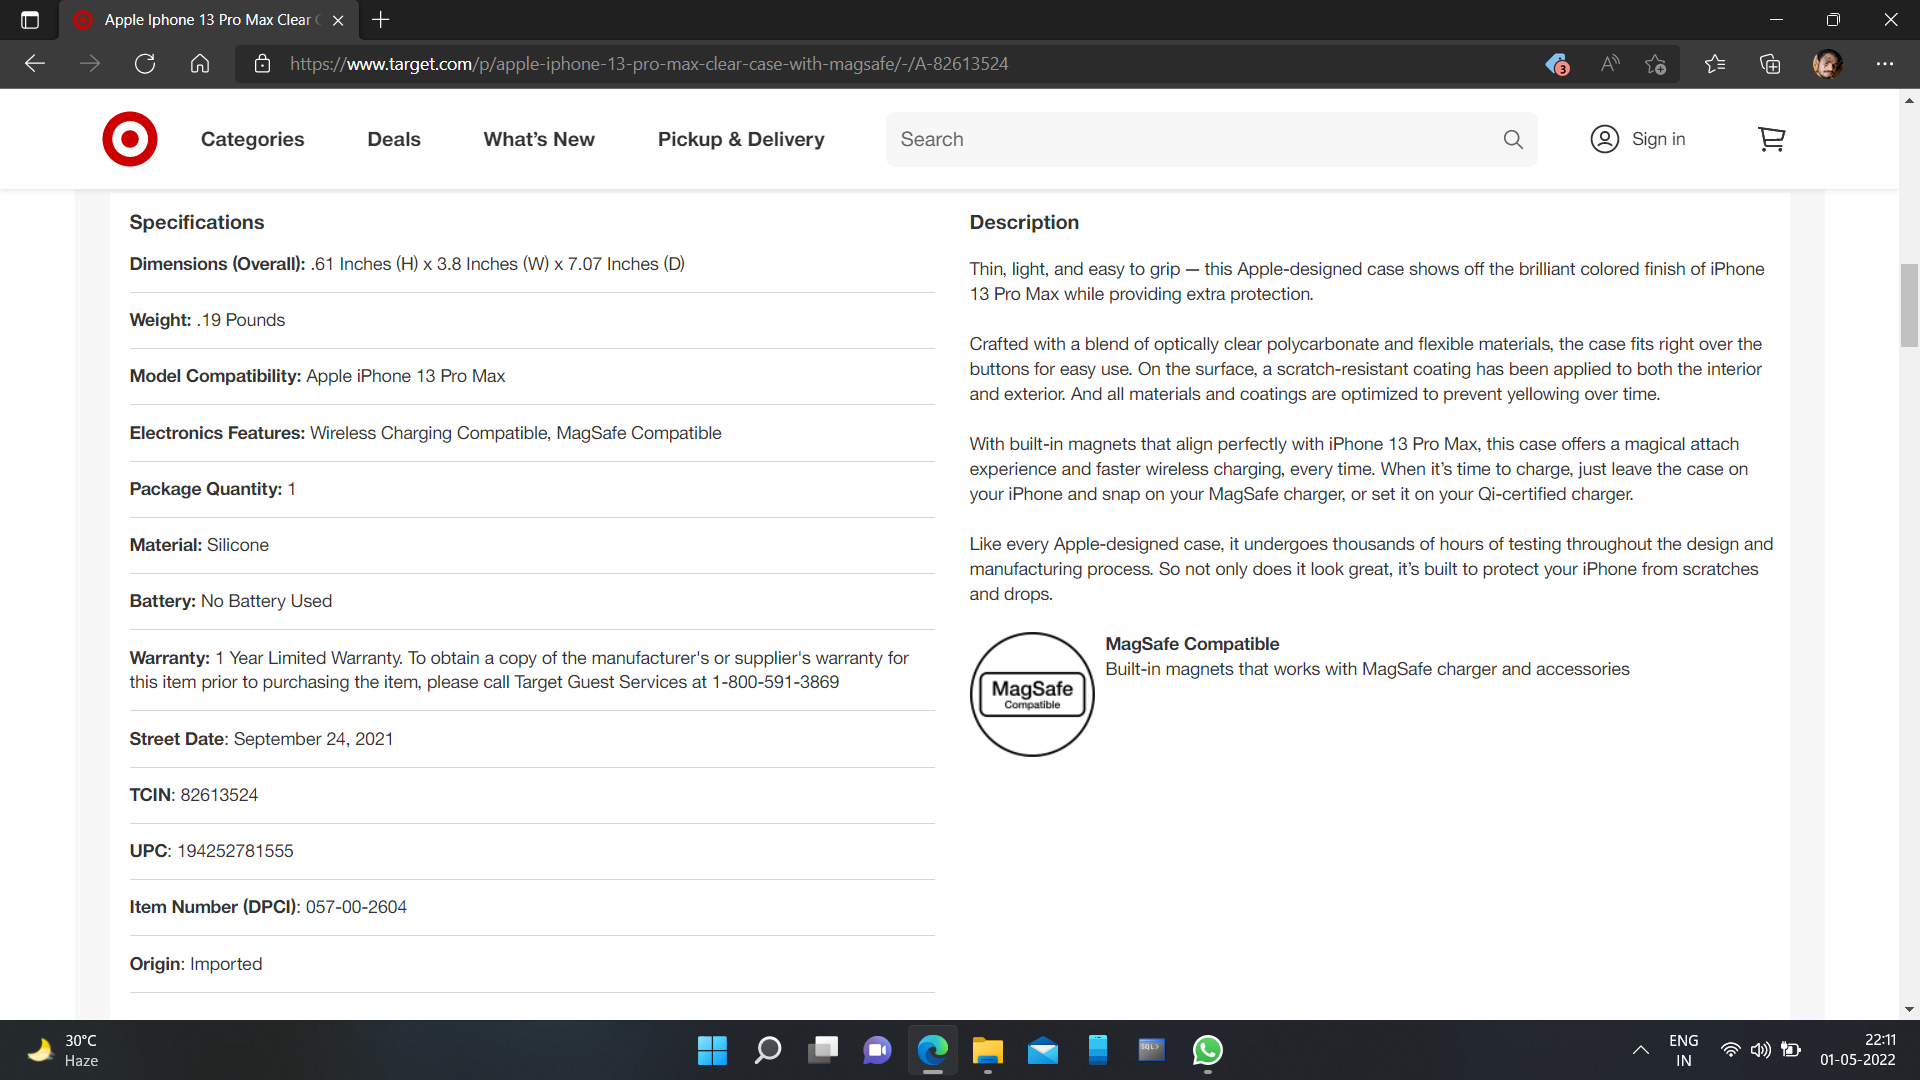 Apple Iphone 13 Pro Max Clear C
https://www.target.com/p/apple-iphone-13-pro-max-clear-case-with-magsafe/-/A-82613524
3
Categories
Deals
What's New
Pickup & Delivery
Search
Sign in
Specifications
Dimensions (Overall): .61 Inches (H) x 3.8 Inches (W) x 7.07 Inches (D)
Weight: .19 Pounds
Model Compatibility: Apple iPhone 13 Pro Max
Electronics Features: Wireless Charging Compatible, MagSafe Compatible
Package Quantity: 1
Material: Silicone
Battery: No Battery Used
Warranty: 1 Year Limited Warranty. To obtain a copy of the manufacturer's or supplier's warranty for
this item prior to purchasing the item, please call Target Guest Services at 1-800-591-3869
Street Date: September 24, 2021
TCIN: 82613524
UPC: 194252781555
Item Number (DPCI): 057-00-2604
Origin: Imported
Description
Thin, light, and easy to grip — this Apple-designed case shows off the brilliant colored finish of iPhone
13 Pro Max while providing extra protection.
Crafted with a blend of optically clear polycarbonate and flexible materials, the case fits right over the
buttons for easy use. On the surface, a scratch-resistant coating has been applied to both the interior
and exterior. And all materials and coatings are optimized to prevent yellowing over time.
With built-in magnets that align perfectly with iPhone 13 Pro Max, this case offers a magical attach
experience and faster wireless charging, every time. When it's time to charge, just leave the case on
your iPhone and snap on your MagSafe charger, or set it on your Qi-certified charger.
Like every Apple-designed case, it undergoes thousands of hours of testing throughout the design and
manufacturing process. So not only does it look great, it's built to protect your iPhone from scratches
and drops.
MagSafe
Compatible
MagSafe Compatible
Built-in magnets that works with MagSafe charger and accessories
30°C
Haze
SQL>
ENG
IN
22:11
01-05-2022